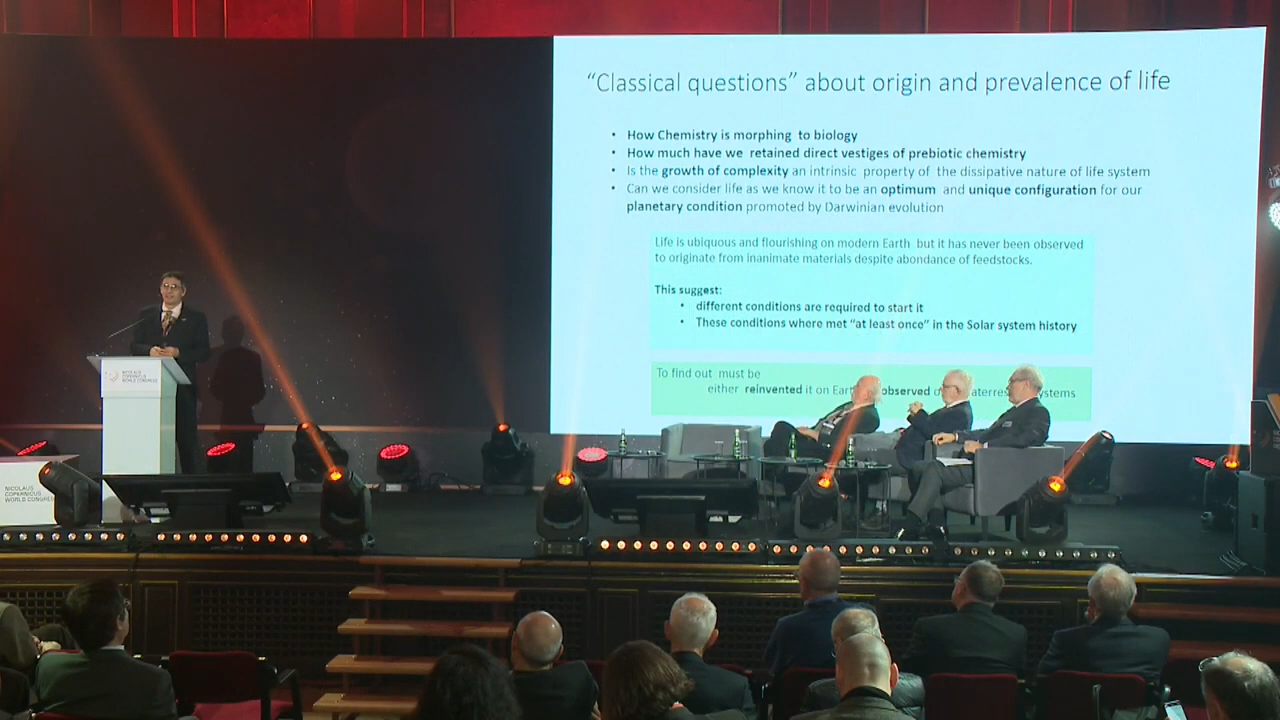 “Classical questions” about origin and prevalence of life
• How Chemistry is morphing to biology
• How much have we retained direct vestiges of prebiotic chemistry
• Is the growth of complexity an intrinsic property of the dissipative nature of life system
• Can we consider life as we know it to be an optimum and unique configuration for our
planetary condition promoted by Darwinian evolution
Life is ubiquous and flourishing on modern Earth but it has never been observed
to originate from inanimate materials despite abondance of feedstocks.
This suggest:
• different conditions are required to start it
• These conditions where met “at least once” in the Solar system history
To find out must be
either reinvented it on observed
NICOLAUS
COPERNICUS
WORLD CONGRESS
NICOLAUS
COPERNICUS
WORLD CONGRESS